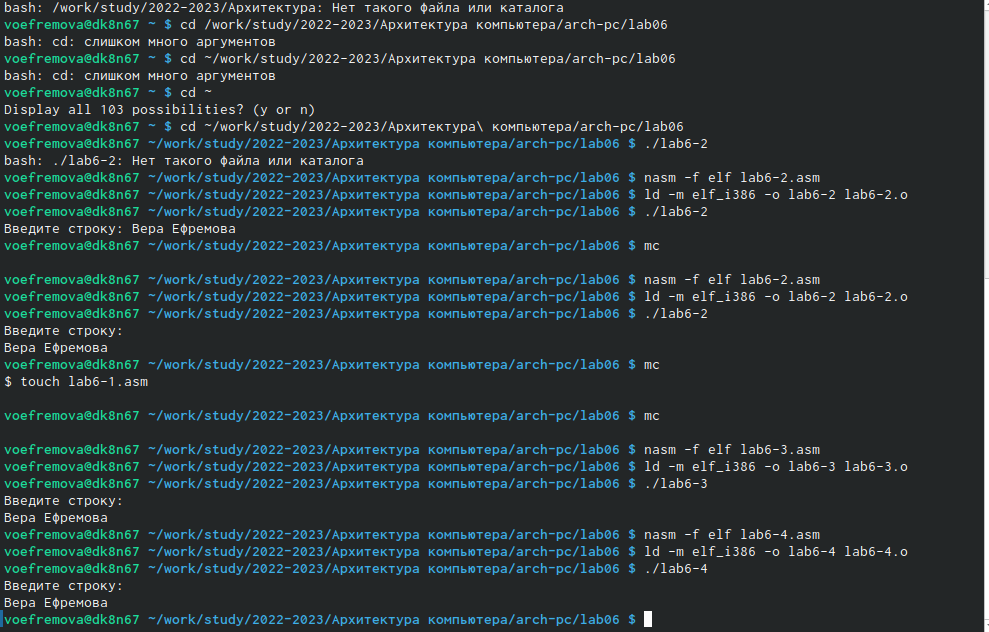 bash: /work/study/2022-2023/Архитектура: Нет такого файла или каталога
voefremova@dk8n67 ~ $ cd /work/study/2022-2023/Архитектура компьютера/arch-pc/lab06
bash: cd: слишком много аргументов
voefremova@dk8n67 ~ $ cd ~/work/study/2022-2023/Архитектура компьютера/arch-pc/lab06
bash: cd: слишком много аргументов
voefremova@dk8n67 ~ $ cd ~
Display all 103 possibilities? (y or n)
voefremova@dk8n67 ~ $ cd ~/work/study/2022-2023/Архитектура\ компьютера/arch-pc/lab06
voefremova@dk8n67 ~/work/study/2022-2023/Архитектура компьютера/arch-pc/lab06 $ ./lab6-2
bash: ./lab6-2: Нет такого файла или каталога
voefremova@dk8n67 ~/work/study/2022-2023/Архитектура компьютера/arch-pc/lab06 $ nasm -f elf lab6-2.asm
voefremova@dk8n67 ~/work/study/2022-2023/Архитектура компьютера/arch-pc/lab06 $ ld -m elf_i386 -o lab6-2 lab6-2.o
voefremova@dk8n67 ~/work/study/2022-2023/Архитектура компьютера/arch-pc/lab06 $ ./lab6-2
Введите строку: Вера Ефремова
voefremova@dk8n67 ~/work/study/2022-2023/Архитектура компьютера/arch-pc/lab06 $ mc
voefremova@dk8n67 ~/work/study/2022-2023/Архитектура компьютера/arch-pc/lab06 $ nasm -f elf lab6-2.asm
voefremova@dk8n67 ~/work/study/2022-2023/Архитектура компьютера/arch-pc/lab06 $ ld -m elf_i386 -o lab6-2 lab6-2.o
voefremova@dk8n67 ~/work/study/2022-2023/Архитектура компьютера/arch-pc/lab06 $ ./lab6-2
Введите строку:
Вера Ефремова
voefremova@dk8n67 ~/work/study/2022-2023/Архитектура компьютера/arch-pc/lab06 $ mc
$ touch lab6-1.asm
voefremova@dk8n67 ~/work/study/2022-2023/Архитектура компьютера/arch-pc/lab06 $ mc
voefremova@dk8n67 ~/work/study/2022-2023/Архитектура компьютера/arch-pc/lab06 $ nasm -f elf lab6-3.asm
voefremova@dk8n67 ~/work/study/2022-2023/Архитектура компьютера/arch-pc/lab06 $ ld -m elf_i386 -o lab6-3 lab6-3.o
voefremova@dk8n67 ~/work/study/2022-2023/Архитектура компьютера/arch-pc/lab06 $ ./lab6-3
Введите строку:
Вера Ефремова
voefremova@dk8n67 ~/work/study/2022-2023/Архитектура компьютера/arch-pc/lab06 $ nasm -f elf lab6-4.asm
voefremova@dk8n67 ~/work/study/2022-2023/Архитектура компьютера/arch-pc/lab06 $ ld -m elf_i386 -o lab6-4 lab6-4.o
voefremova@dk8n67 ~/work/study/2022-2023/Архитектура компьютера/arch-pc/lab06 $ ./lab6-4
Введите строку:
Вера Ефремова
voefremova@dk8n67 ~/work/study/2022-2023/Архитектура компьютера/arch-pc/lab06 $